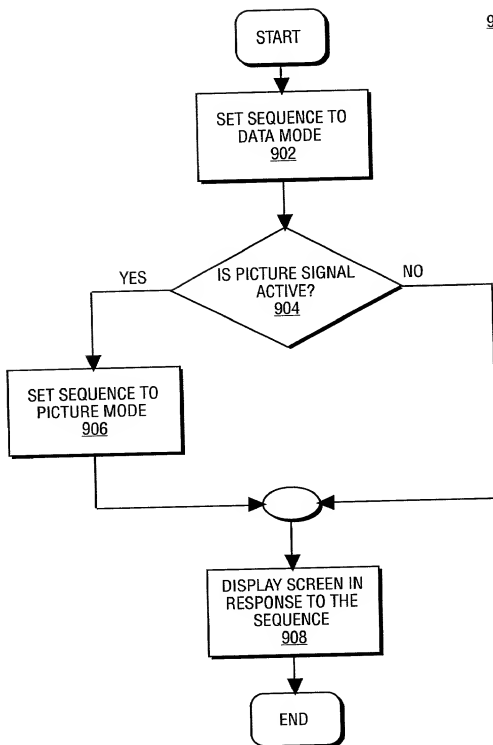 START
9
SET SEQUENCE TO
DATA MODE
902
IS PICTURE SIGNAL
ACTIVE?
904
YES
NO
SET SEQUENCE TO
PICTURE MODE
906
DISPLAY SCREEN IN
RESPONSE TO THE
SEQUENCE
908
END